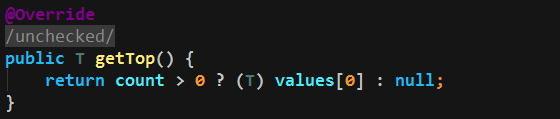 @Override
/unchecked/
public T getTop() {
return count > 0 ? (T) values[0] : null;
}